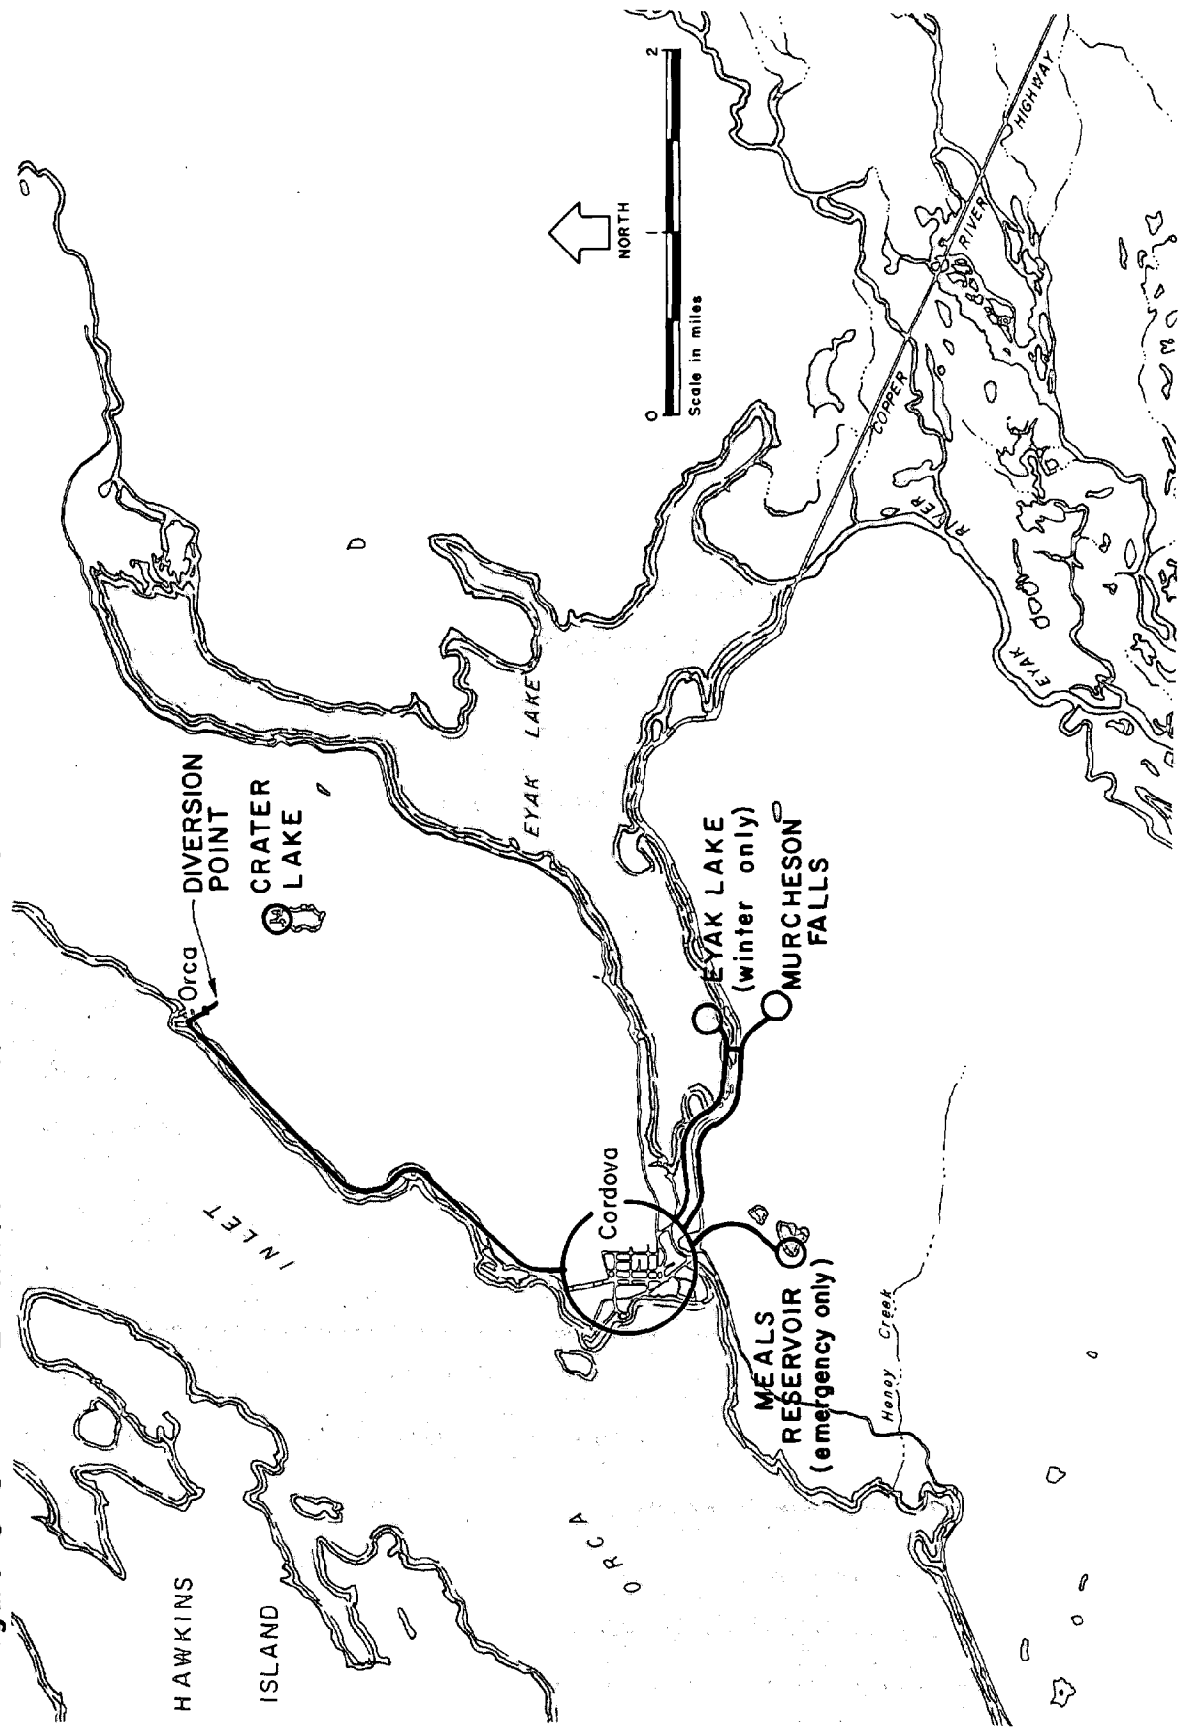 HAWKINS
ISLAND
ORCA
INLET
Orca
DIVERSION
POINT
CRATER
LAKE
D
EYAK LAKE
Cordova
EYAK LAKE
(winter only)
MURCHESON
FALLS
MEALS
RESERVOIR
(emergency only)
Honoy Creek
EYAK
RIVER
COPPER
RIVER
HIGHWAY
NORTH
0
1
2
Scale in miles